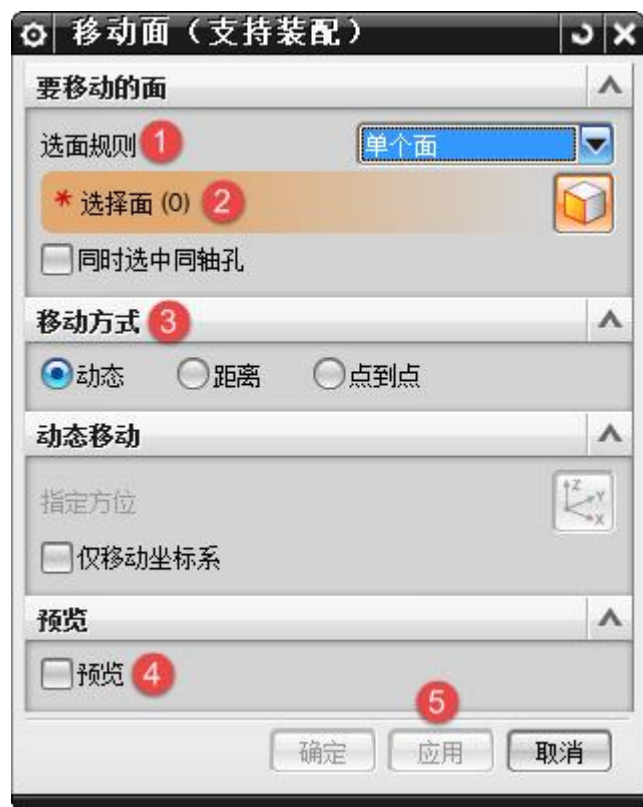 移动面（支持装配）
要移动的面
选面规则 1 单个面
* 选择面 (0) 2
同时选中同轴孔
移动方式 3
动态 距离 点到点
动态移动
指定方位 Z Y X
仅移动坐标系
预览
预览 4
5
确定 应用 取消